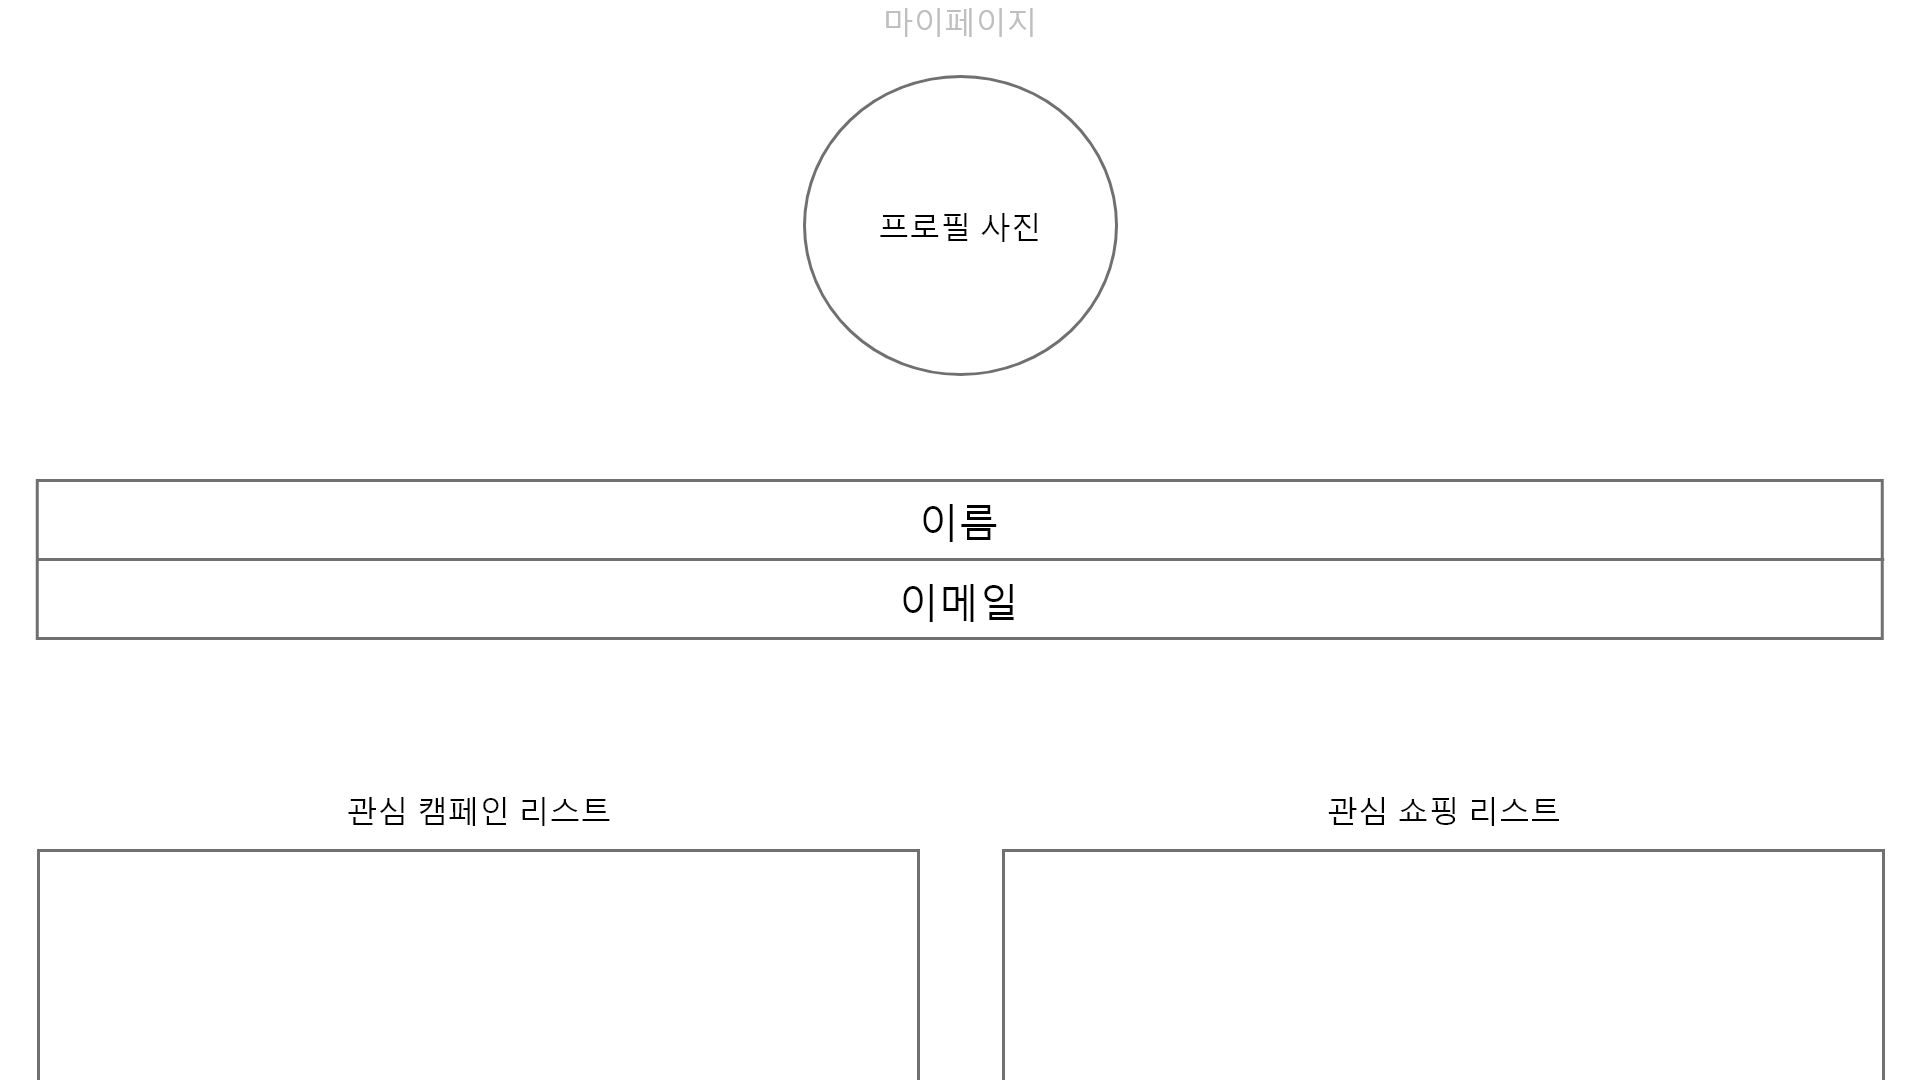 마이페이지
프로필 사진
이름
이메일
관심 캠페인 리스트
관심 쇼핑 리스트